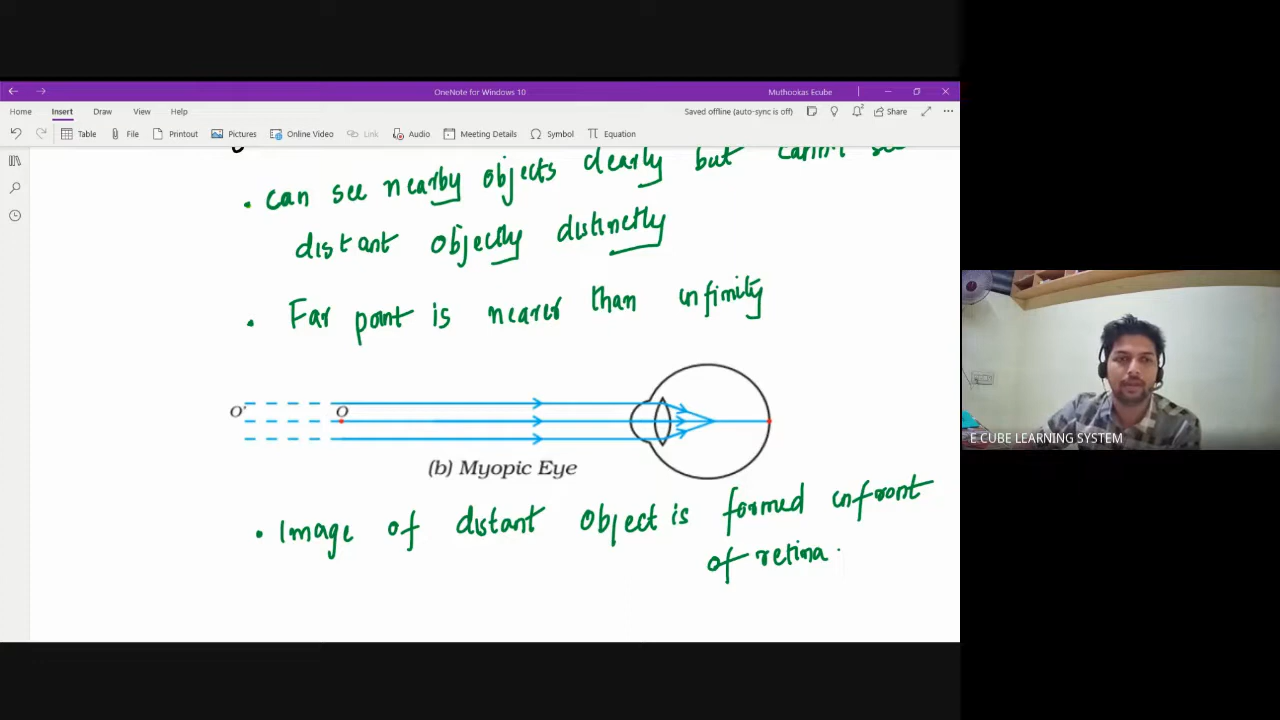 OneNote for Windows 10
Muthookas Ecube
Home Insert Draw View Help
Saved offline (auto-sync is off)
Share
Table File Printout Pictures Online Video Link Audio Meeting Details Symbol Equation
. can see nearby objects clearly but cannot see
distant objectly distinctly
. Far point is nearer than infinity
O' O
(b) Myopic Eye
. Image of distant object is formed infront
of retina.
E CUBE LEARNING SYSTEM